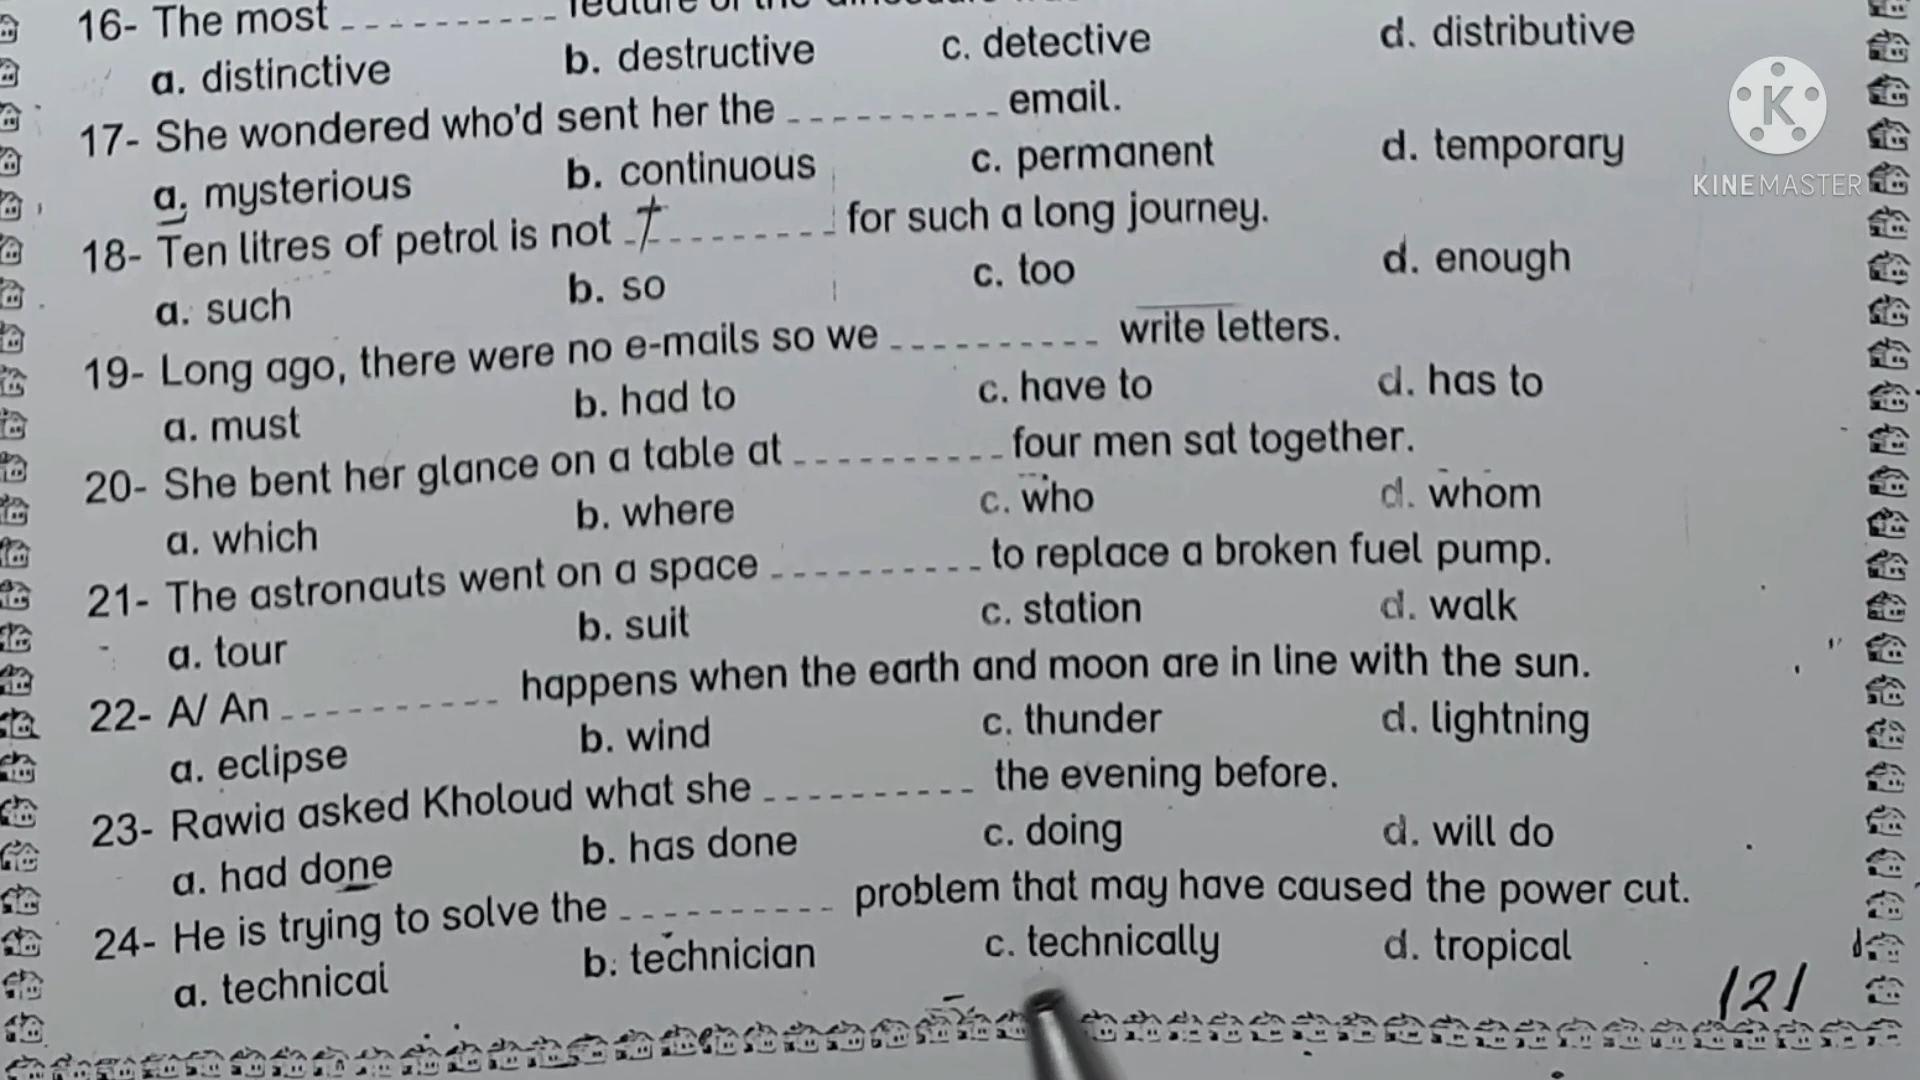 16- The most ---------- feature of the
a. distinctive b. destructive c. detective d. distributive
17- She wondered who'd sent her the ---------- email.
a. mysterious b. continuous c. permanent d. temporary
18- Ten litres of petrol is not ---------- for such a long journey.
a. such b. so c. too d. enough
19- Long ago, there were no e-mails so we ---------- write letters.
a. must b. had to c. have to d. has to
20- She bent her glance on a table at ---------- four men sat together.
a. which b. where c. who d. whom
21- The astronauts went on a space ---------- to replace a broken fuel pump.
a. tour b. suit c. station d. walk
22- A/ An ---------- happens when the earth and moon are in line with the sun.
a. eclipse b. wind c. thunder d. lightning
23- Rawia asked Kholoud what she ---------- the evening before.
a. had done b. has done c. doing d. will do
24- He is trying to solve the ---------- problem that may have caused the power cut.
a. technical b. technician c. technically d. tropical
121
K
KINEMASTER